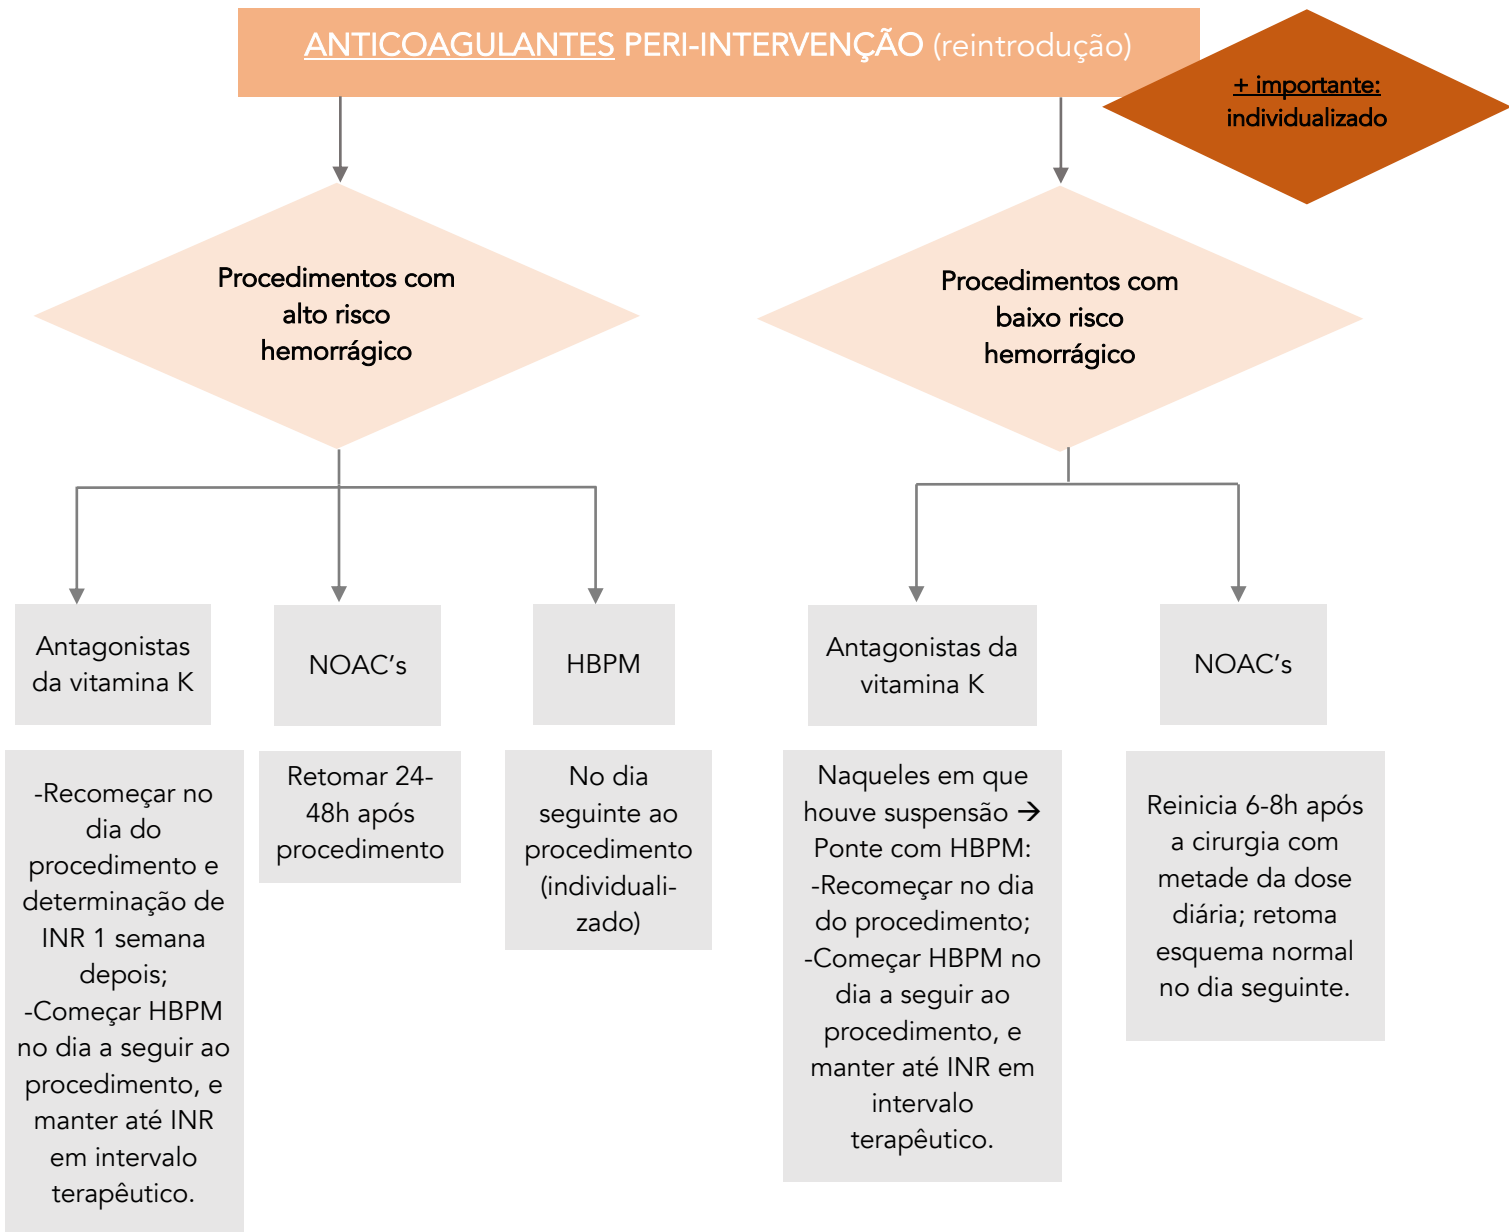 ANTICOAGULANTES PERI-INTERVENÇÃO (reintrodução)
+ importante:
individualizado
Procedimentos com
alto risco
hemorrágico
Procedimentos com
baixo risco
hemorrágico
Antagonistas
da vitamina K
NOAC’s
HBPM
Antagonistas da
vitamina K
NOAC’s
-Recomeçar no
dia do
procedimento e
determinação de
INR 1 semana
depois;
-Começar HBPM
no dia a seguir ao
procedimento, e
manter até INR
em intervalo
terapêutico.
Retomar 24-
48h após
procedimento
No dia
seguinte ao
procedimento
(individuali-
zado)
Naqueles em que
houve suspensão →
Ponte com HBPM:
-Recomeçar no dia
do procedimento;
-Começar HBPM no
dia a seguir ao
procedimento, e
manter até INR em
intervalo
terapêutico.
Reinicia 6-8h após
a cirurgia com
metade da dose
diária; retoma
esquema normal
no dia seguinte.